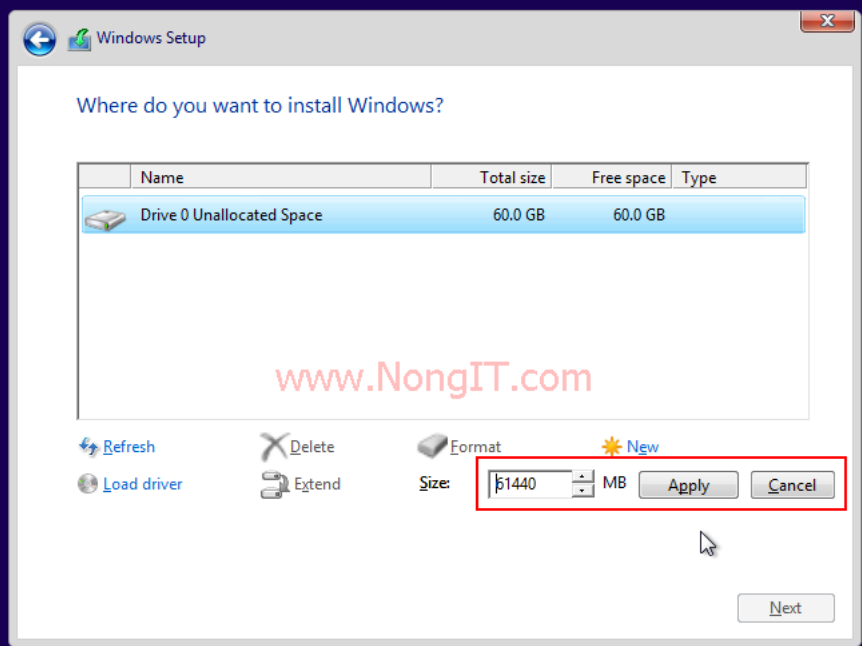 Windows Setup
Where do you want to install Windows?
Name Total size Free space Type
Drive 0 Unallocated Space 60.0 GB 60.0 GB
www.NongIT.com
Refresh Delete Format New
Load driver Extend Size: 61440 MB Apply Cancel
Next